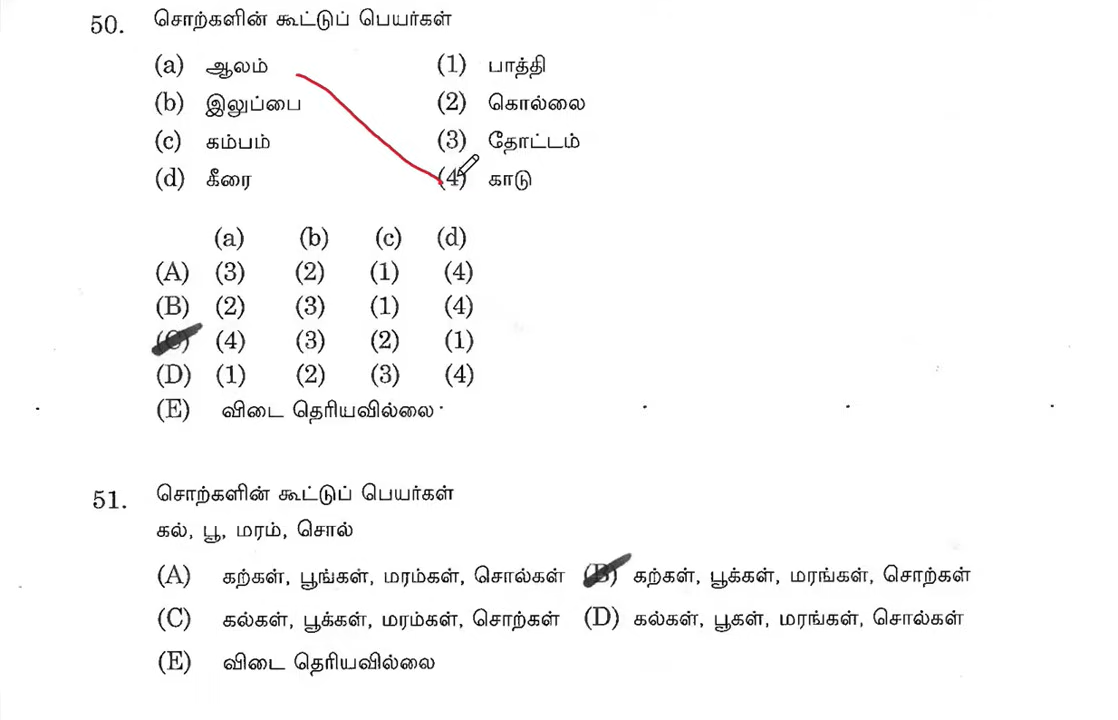 50. சொற்களின் கூட்டுப் பெயர்கள்
(a) ஆலம் (1) பாத்தி
(b) இலுப்பை (2) கொல்லை
(c) கம்பம் (3) தோட்டம்
(d) கீரை (4) காடு
(a) (b) (c) (d)
(A) (3) (2) (1) (4)
(B) (2) (3) (1) (4)
(C) (4) (3) (2) (1)
(D) (1) (2) (3) (4)
(E) விடை தெரியவில்லை
51. சொற்களின் கூட்டுப் பெயர்கள்
கல், பூ, மரம், சொல்
(A) கற்கள், பூங்கள், மரம்கள், சொல்கள் (B) கற்கள், பூக்கள், மரங்கள், சொற்கள்
(C) கல்கள், பூக்கள், மரம்கள், சொற்கள் (D) கல்கள், பூகள், மரங்கள், சொல்கள்
(E) விடை தெரியவில்லை